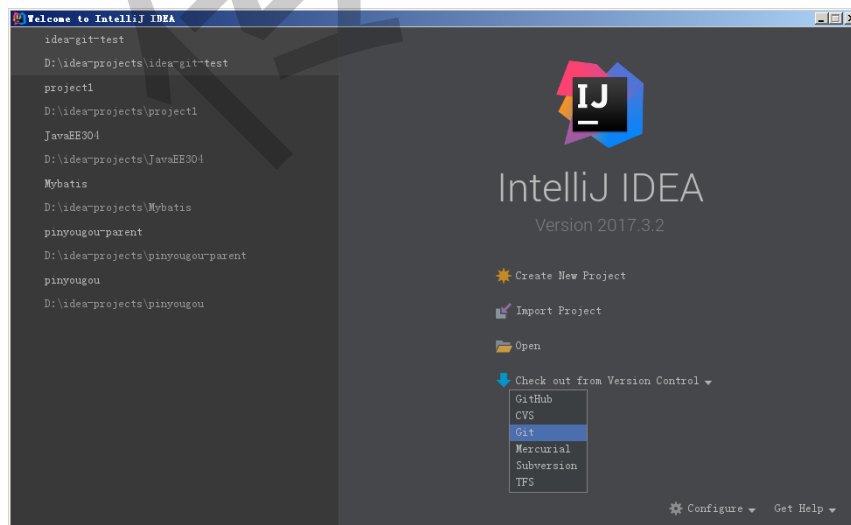 Welcome to IntelliJ IDEA
idea-git-test
D:\idea-projects\idea-git-test
project1
D:\idea-projects\project1
JavaEE304
D:\idea-projects\JavaEE304
Mybatis
D:\idea-projects\Mybatis
pinyougou-parent
D:\idea-projects\pinyougou-parent
pinyougou
D:\idea-projects\pinyougou
IJ
IntelliJ IDEA
Version 2017.3.2
Create New Project
Import Project
Open
Check out from Version Control
GitHub
CVS
Git
Mercurial
Subversion
TFS
Configure
Get Help